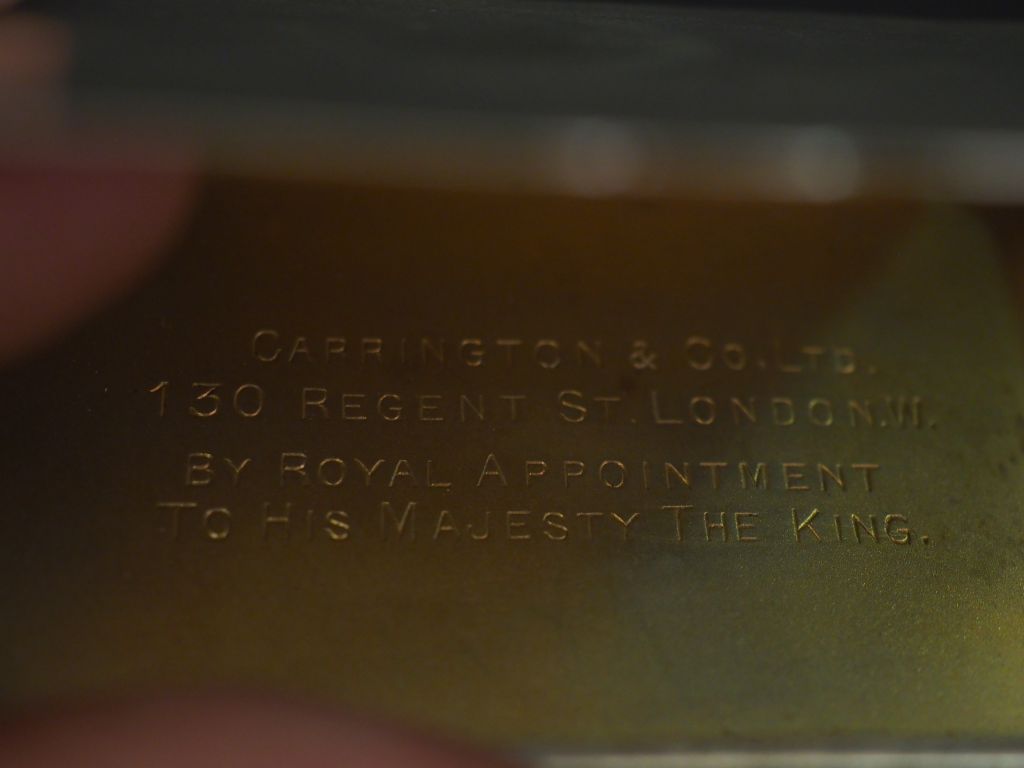 Carrington & Co. Ltd.
130 Regent St. London.W.
By Royal Appointment
To His Majesty The King.